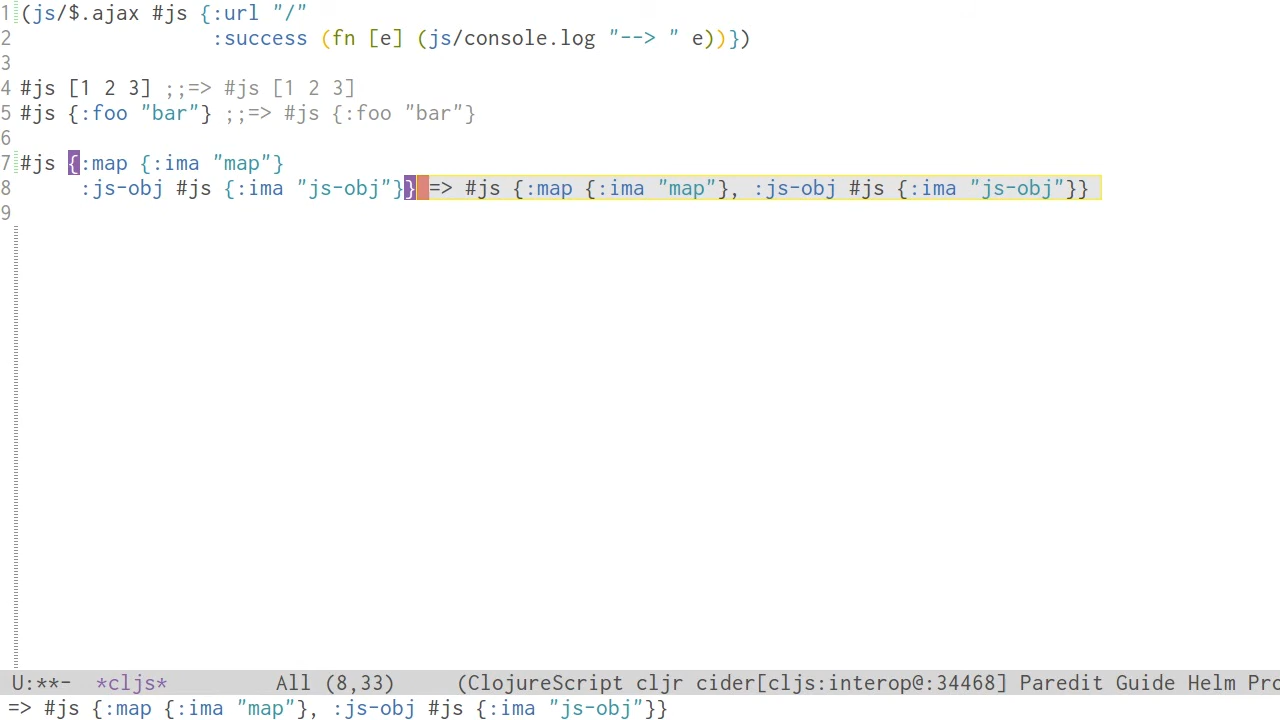 1 (js/$.ajax #js {:url "/"
2                 :success (fn [e] (js/console.log "--> " e))})
3
4 #js [1 2 3] ;;=> #js [1 2 3]
5 #js {:foo "bar"} ;;=> #js {:foo "bar"}
6
7 #js {:map {:ima "map"}
8      :js-obj #js {:ima "js-obj"}} => #js {:map {:ima "map"}, :js-obj #js {:ima "js-obj"}}
9
U:**-  *cljs*         All (8,33)     (ClojureScript cljr cider[cljs:interop@:34468] Paredit Guide Helm Pro
=> #js {:map {:ima "map"}, :js-obj #js {:ima "js-obj"}}